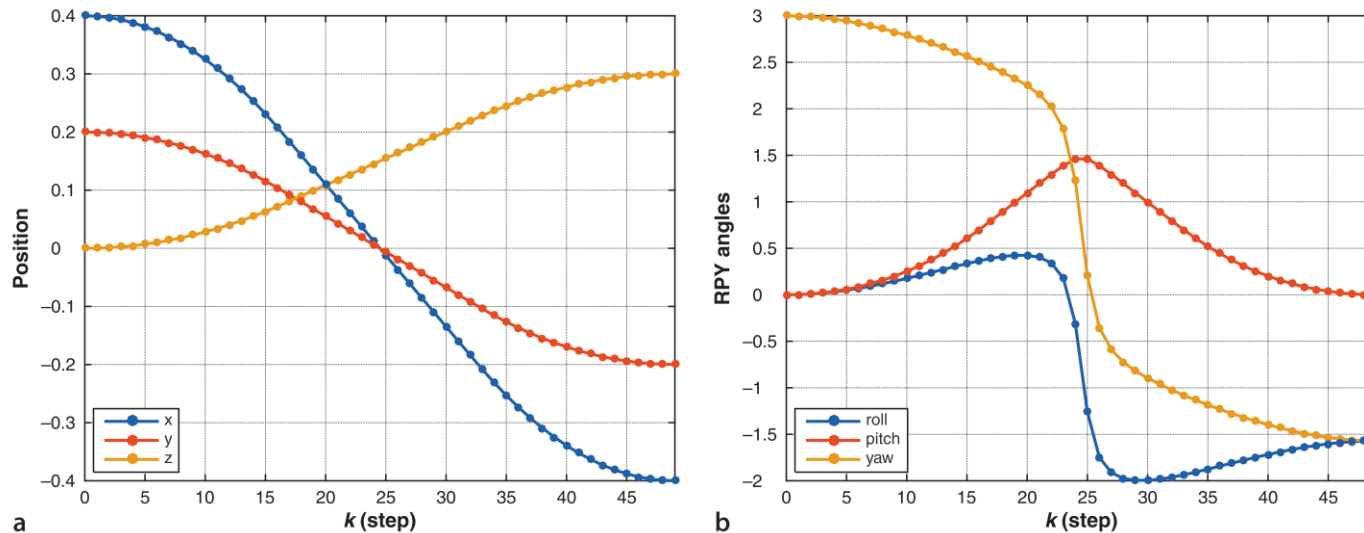 0.4
0.3
0.2
0.1
0
–0.1
–0.2
–0.3
–0.4
Position
x
y
z
0 5 10 15 20 25 30 35 40 45
k (step)
a
3
2.5
2
1.5
1
0.5
0
–0.5
–1
–1.5
–2
RPY angles
roll
pitch
yaw
0 5 10 15 20 25 30 35 40 45
k (step)
b